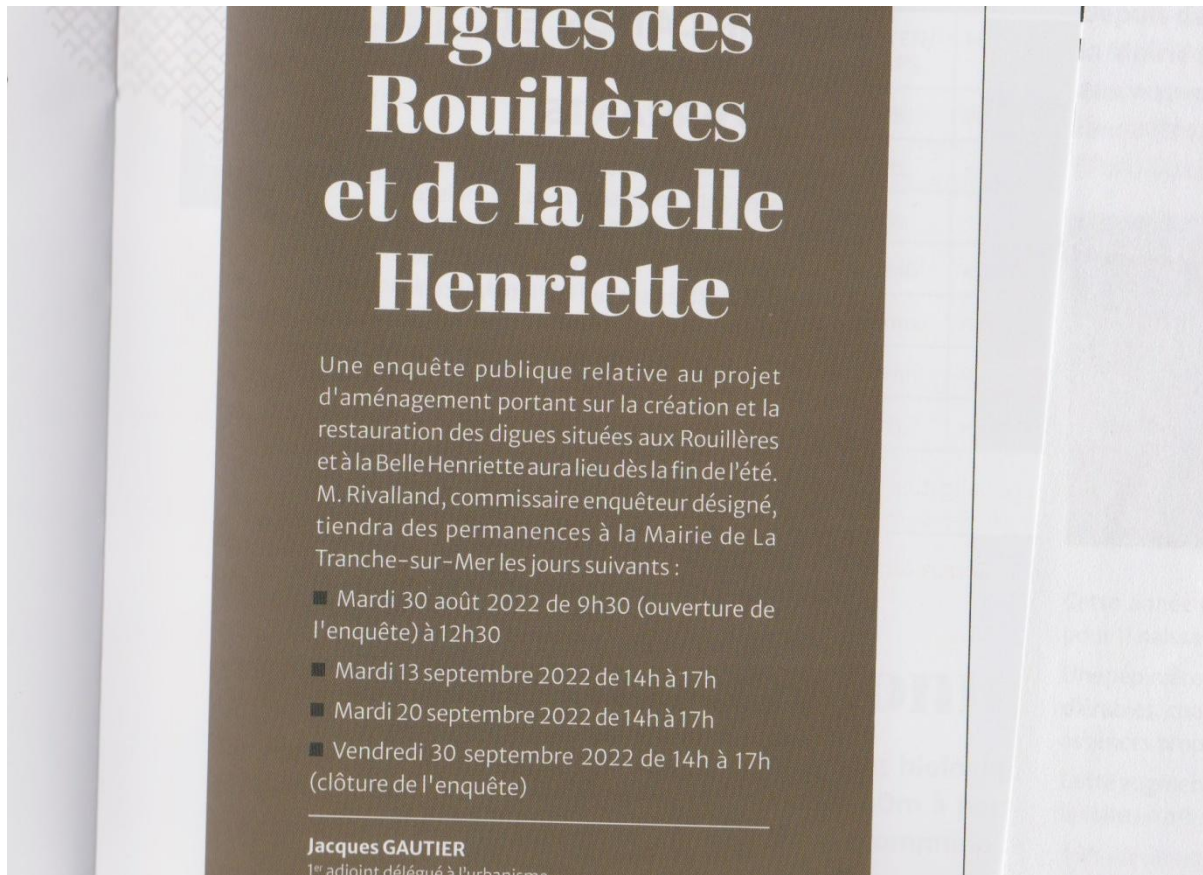 Digues des
Rouillères
et de la Belle
Henriette
Une enquête publique relative au projet
d'aménagement portant sur la création et la
restauration des digues situées aux Rouillères
et à la Belle Henriette aura lieu dès la fin de l'été.
M. Rivalland, commissaire enquêteur désigné,
tiendra des permanences à la Mairie de La
Tranche-sur-Mer les jours suivants :
■ Mardi 30 août 2022 de 9h30 (ouverture de
l'enquête) à 12h30
■ Mardi 13 septembre 2022 de 14h à 17h
■ Mardi 20 septembre 2022 de 14h à 17h
■ Vendredi 30 septembre 2022 de 14h à 17h
(clôture de l'enquête)
Jacques GAUTIER
1er adjoint délégué à l'urbanisme